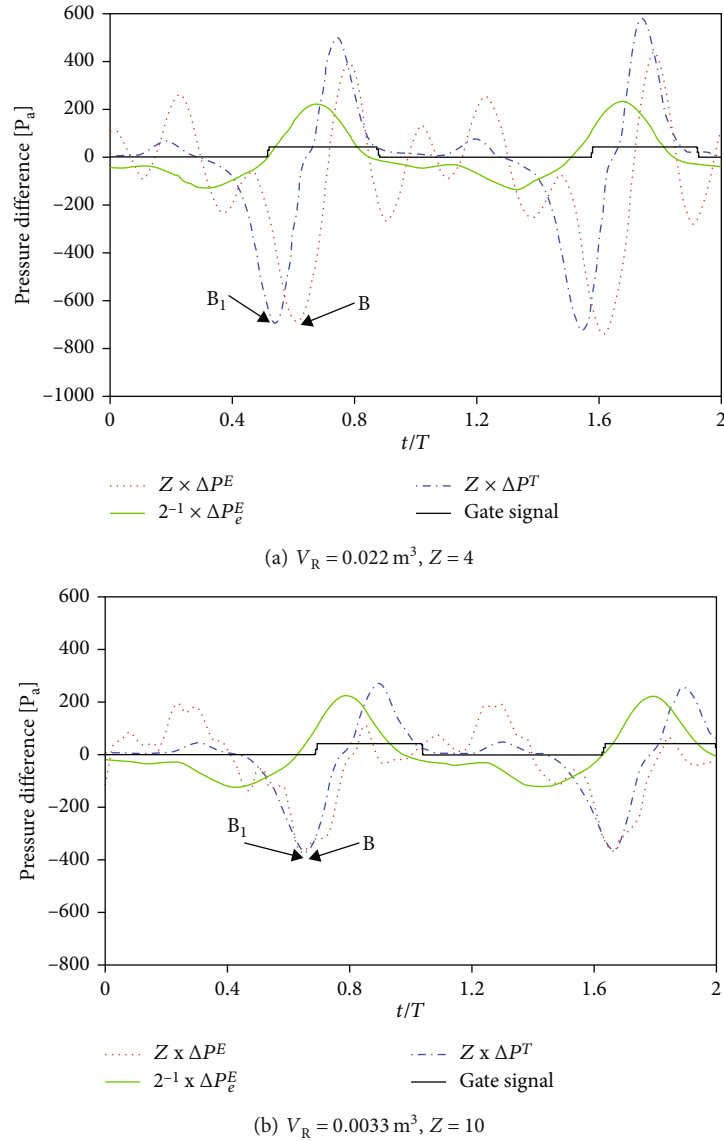 600
400
200
0
−200
−400
−600
−800
−1000
Pressure difference [Pa]
B1
B
0
0.4
0.8
1.2
1.6
2
t/T
Z × ΔP^E
Z × ΔP^T
2^−1 × ΔP_e^E
Gate signal
(a) V_R = 0.022 m^3, Z = 4
600
400
200
0
−200
−400
−600
−800
Pressure difference [Pa]
B1
B
0
0.4
0.8
1.2
1.6
2
t/T
Z x ΔP^E
Z x ΔP^T
2^−1 x ΔP_e^E
Gate signal
(b) V_R = 0.0033 m^3, Z = 10